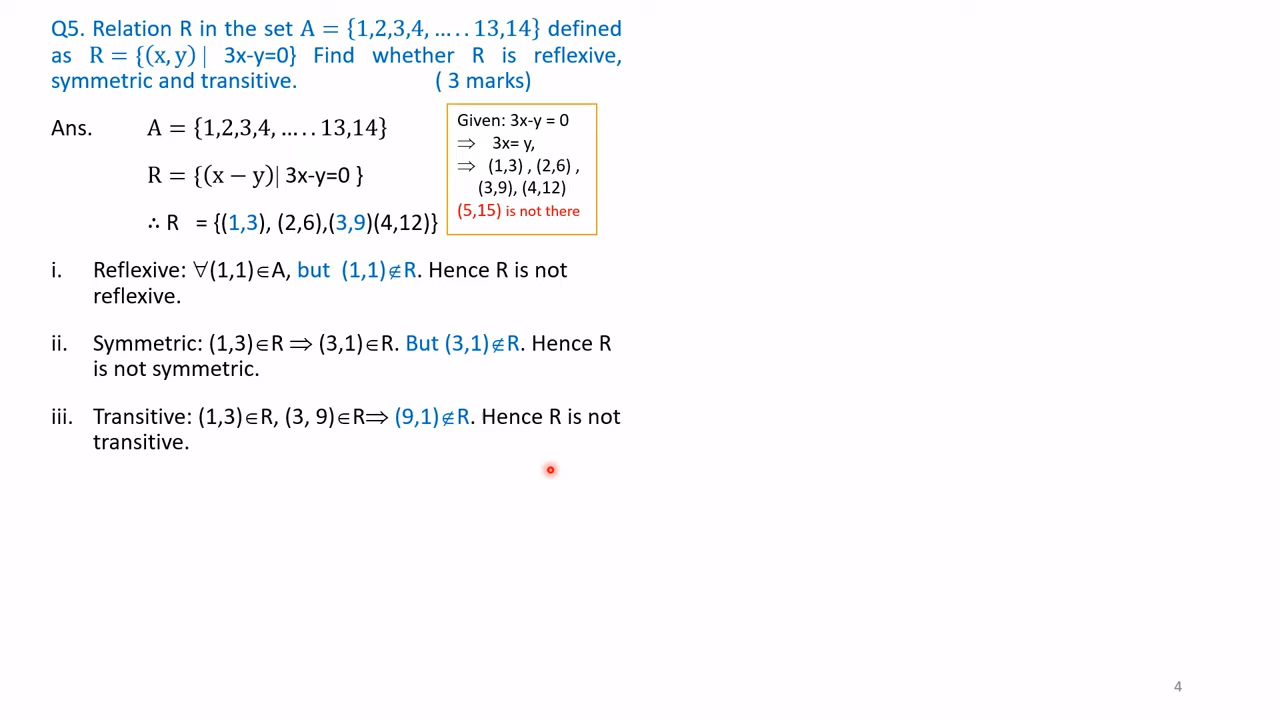 Q5. Relation R in the set A = {1,2,3,4, ….. 13,14} defined
as R = {(x, y) | 3x-y=0} Find whether R is reflexive,
symmetric and transitive. ( 3 marks)
Ans. A = {1,2,3,4, ….. 13,14}
R = {(x − y)| 3x-y=0 }
∴ R = {(1,3), (2,6),(3,9)(4,12)}
Given: 3x-y = 0
⇒ 3x= y,
⇒ (1,3) , (2,6) ,
(3,9), (4,12)
(5,15) is not there
i. Reflexive: ∀(1,1)∈A, but (1,1)∉R. Hence R is not
reflexive.
ii. Symmetric: (1,3)∈R ⇒ (3,1)∈R. But (3,1)∉R. Hence R
is not symmetric.
iii. Transitive: (1,3)∈R, (3, 9)∈R⇒ (9,1)∉R. Hence R is not
transitive.
4